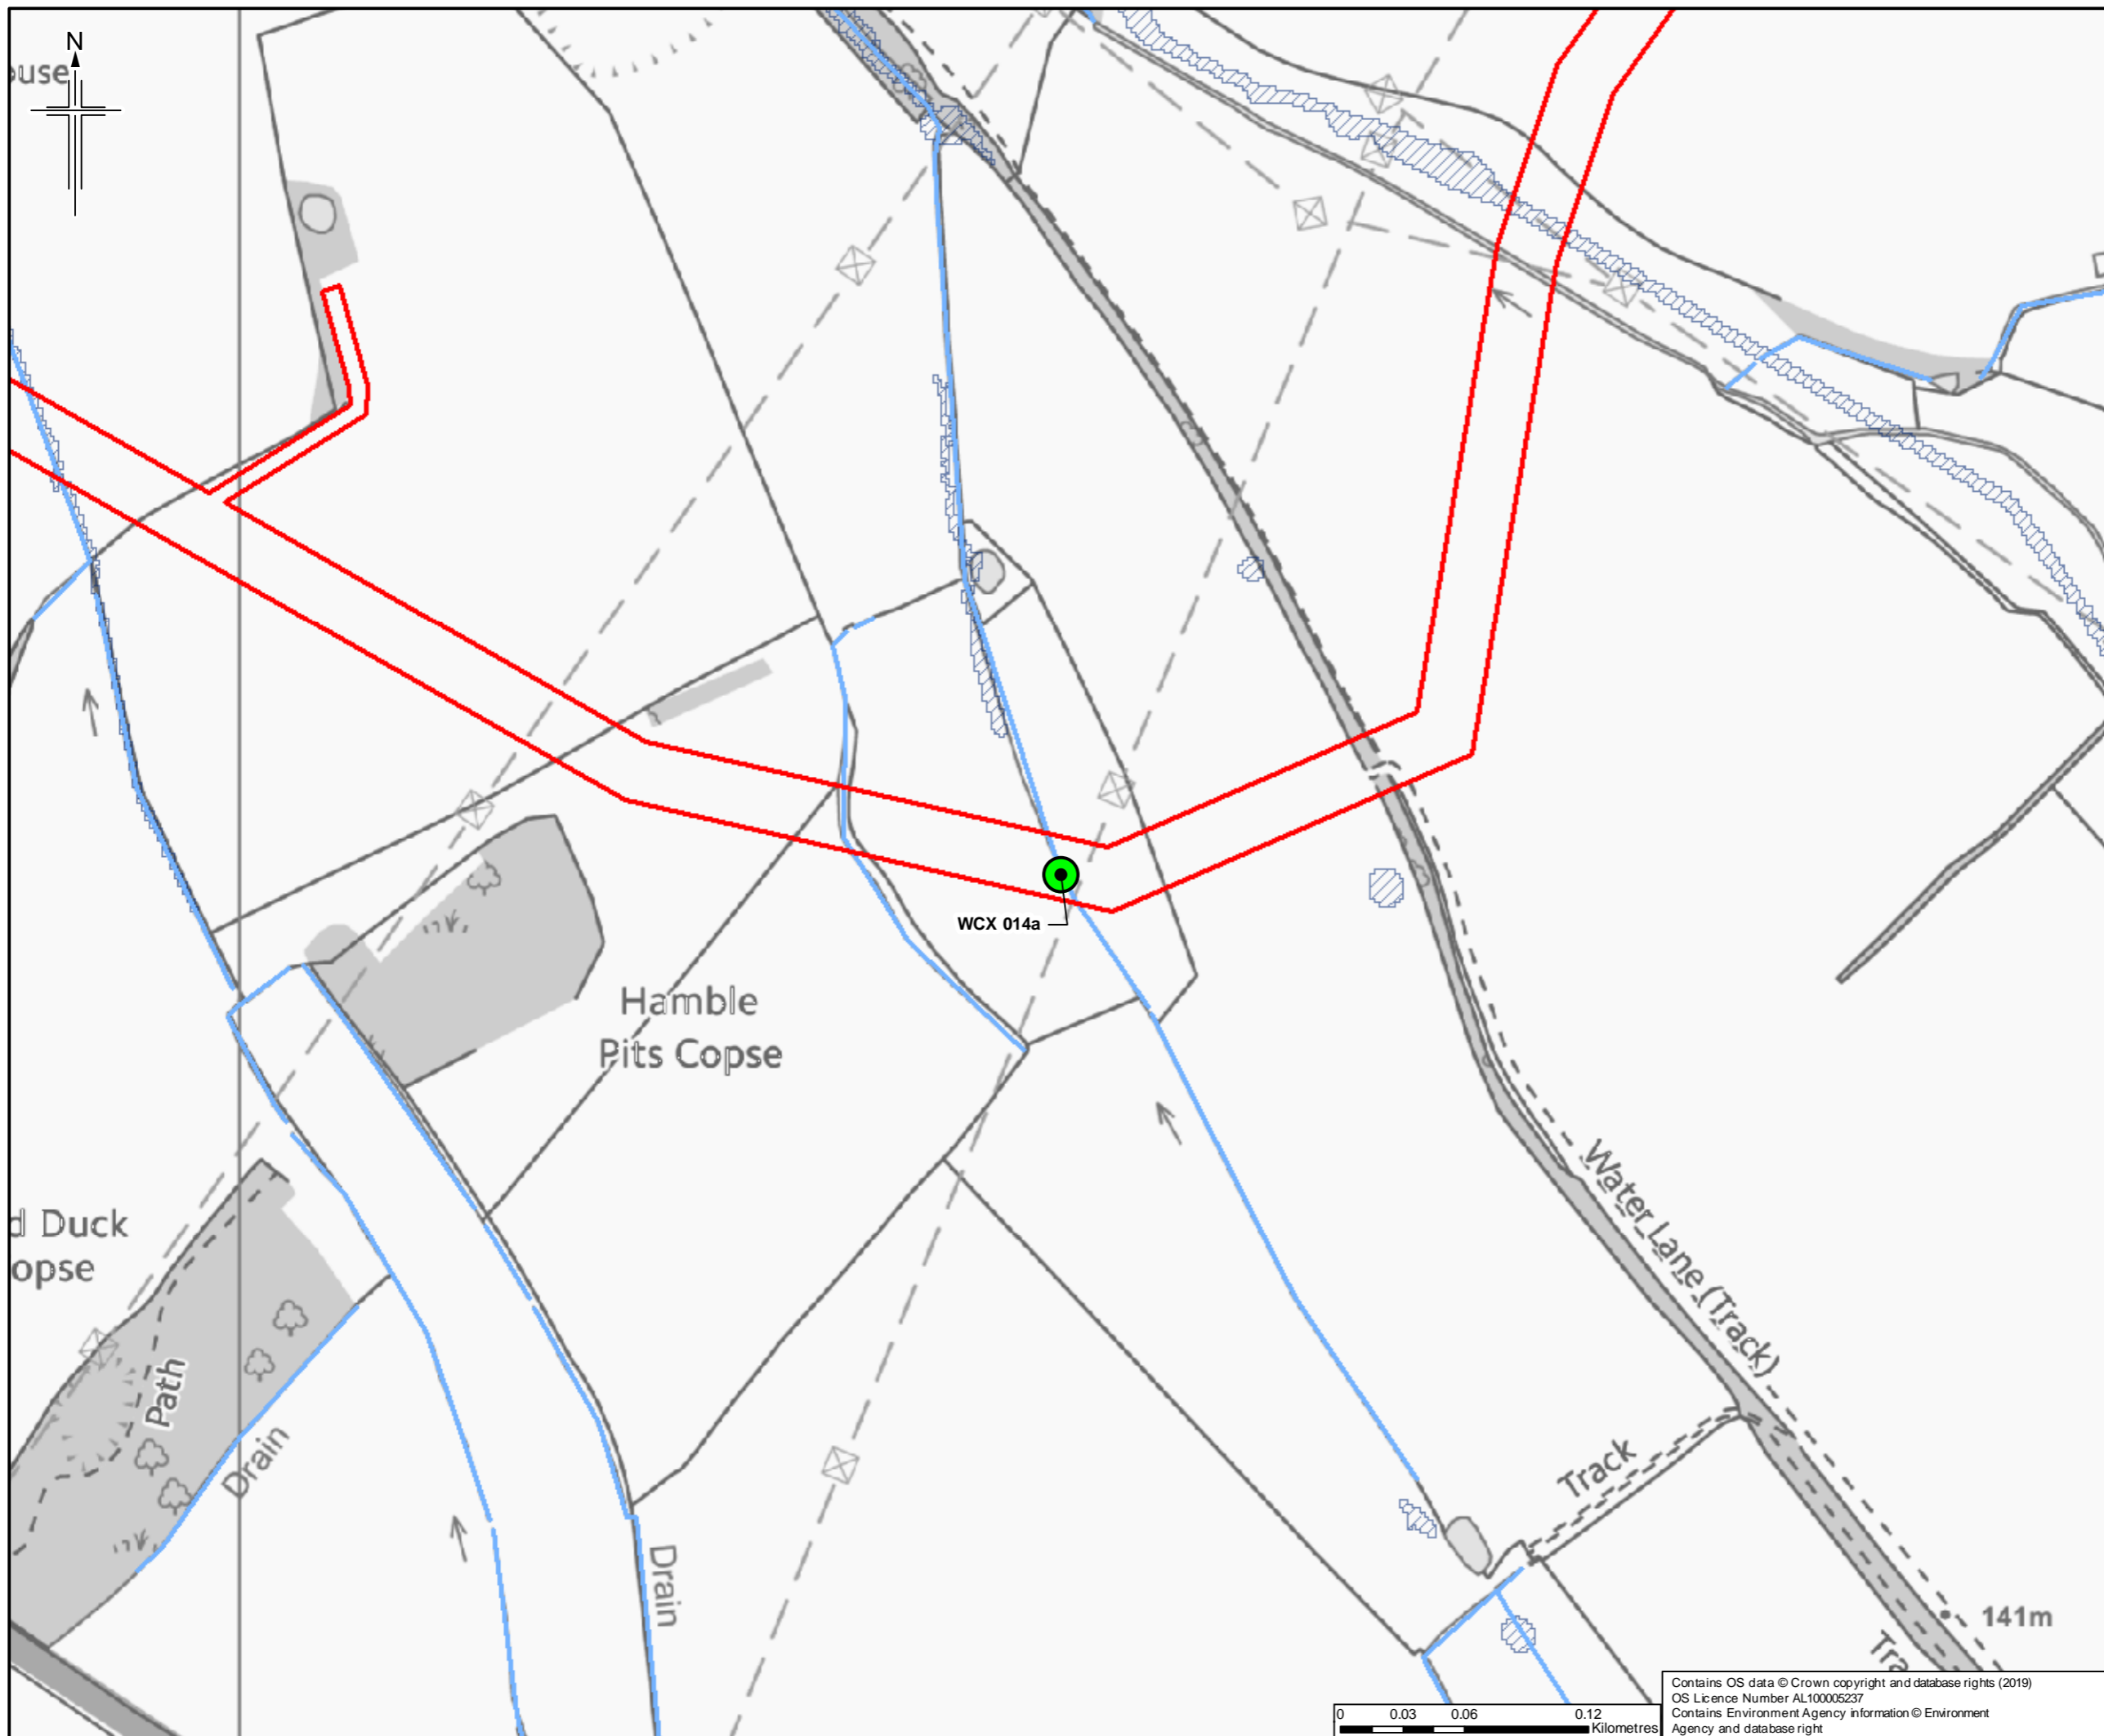 N
ouse
WCX 014a
Hamble
Pits Copse
d Duck
opse
Path
Drain
Drain
Water Lane (Track)
Track
141m
Tra
0 0.03 0.06 0.12
Kilometres
Contains OS data © Crown copyright and database rights (2019)
OS Licence Number AL100005237
Contains Environment Agency information © Environment
Agency and database right